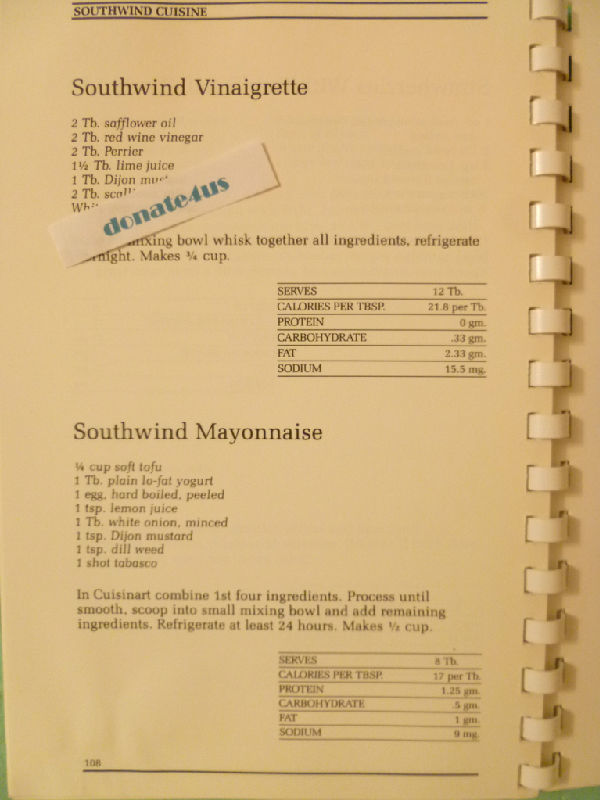 SOUTHWIND CUISINE
Southwind Vinaigrette
2 Tb. safflower oil
2 Tb. red wine vinegar
2 Tb. Perrier
1½ Tb. lime juice
1 Tb. Dijon
2 Tb.
donate4us
mixing bowl whisk together all ingredients, refrigerate
Makes ¾ cup.
SERVES 12 Tb.
CALORIES PER TBSP. 21.8 per Tb.
PROTEIN 0 gm.
CARBOHYDRATE .33 gm.
FAT 2.33 gm.
SODIUM 15.5 mg.
Southwind Mayonnaise
¼ cup soft tofu
1 Tb. plain lo-fat yogurt
1 egg, hard boiled, peeled
1 tsp. lemon juice
1 Tb. white onion, minced
1 tsp. Dijon mustard
1 tsp. dill weed
1 shot tabasco
In Cuisinart combine 1st four ingredients. Process until
smooth, scoop into small mixing bowl and add remaining
ingredients. Refrigerate at least 24 hours. Makes ½ cup.
SERVES 8 Tb.
CALORIES PER TBSP. 17 per Tb.
PROTEIN 1.25 gm.
CARBOHYDRATE .5 gm.
FAT 1 gm.
SODIUM 9 mg.
108